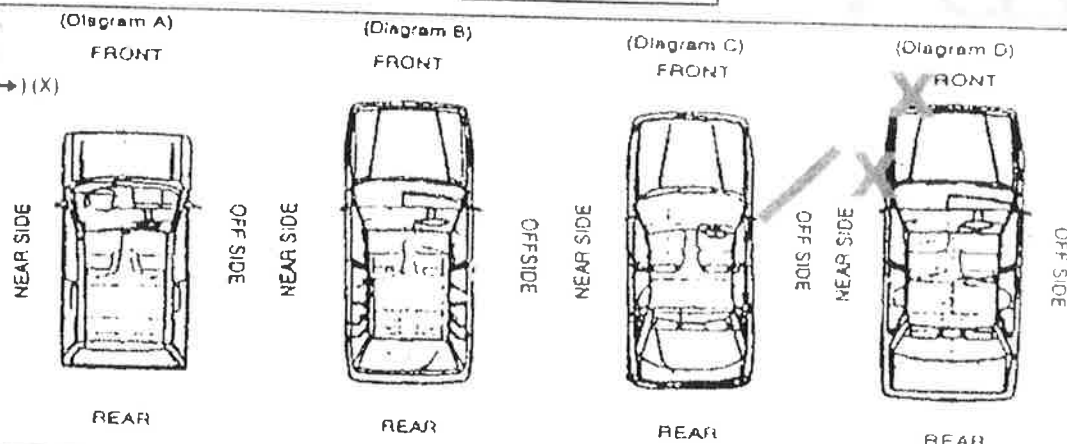 (Diagram A)
FRONT
(Diagram B)
FRONT
(Diagram C)
FRONT
(Diagram D)
FRONT
→) (X)
NEAR SIDE
OFF SIDE
NEAR SIDE
OFFSIDE
NEAR SIDE
OFF SIDE
NEAR SIDE
OFF SIDE
REAR
REAR
REAR
REAR
X
X